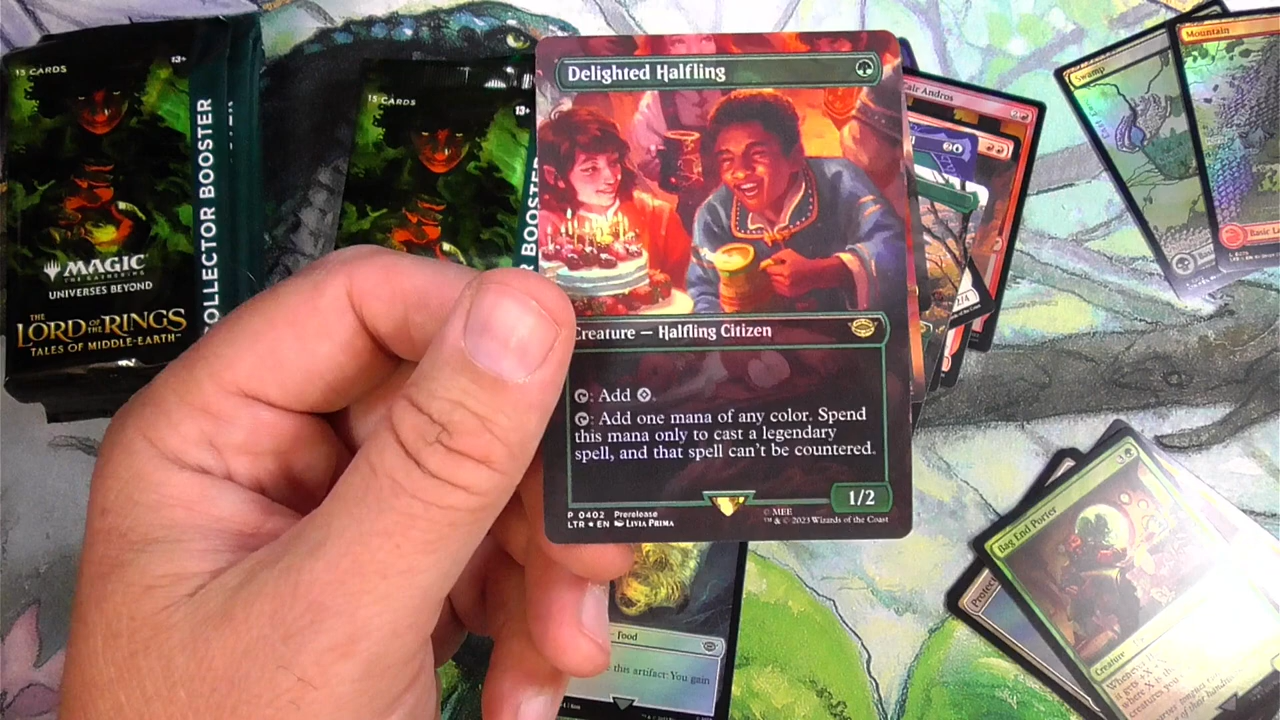 15 CARDS
13+
COLLECTOR BOOSTER
MAGIC
THE GATHERING
UNIVERSES BEYOND
THE
LORD OF THE RINGS
TALES OF MIDDLE-EARTH
15 CARDS
13+
BOOSTER
Delighted Halfling
Creature — Halfling Citizen
: Add
: Add one mana of any color. Spend
this mana only to cast a legendary
spell, and that spell can't be countered.
1/2
P 0402 Prerelease
LTR ★ EN LIVIA PRIMA
© MEE
™ & © 2023 Wizards of the Coast
Andros
2
2/4
Swamp
Mountain
Basic
Bag End Porter
Creature
Food
this artifact: You gain